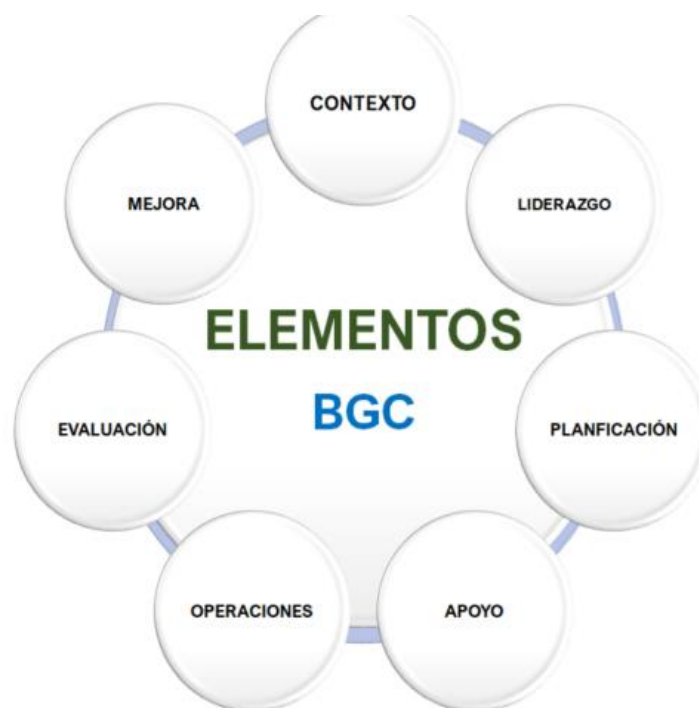 CONTEXTO
LIDERAZGO
PLANFICACIÓN
APOYO
OPERACIONES
EVALUACIÓN
MEJORA
ELEMENTOS
BGC